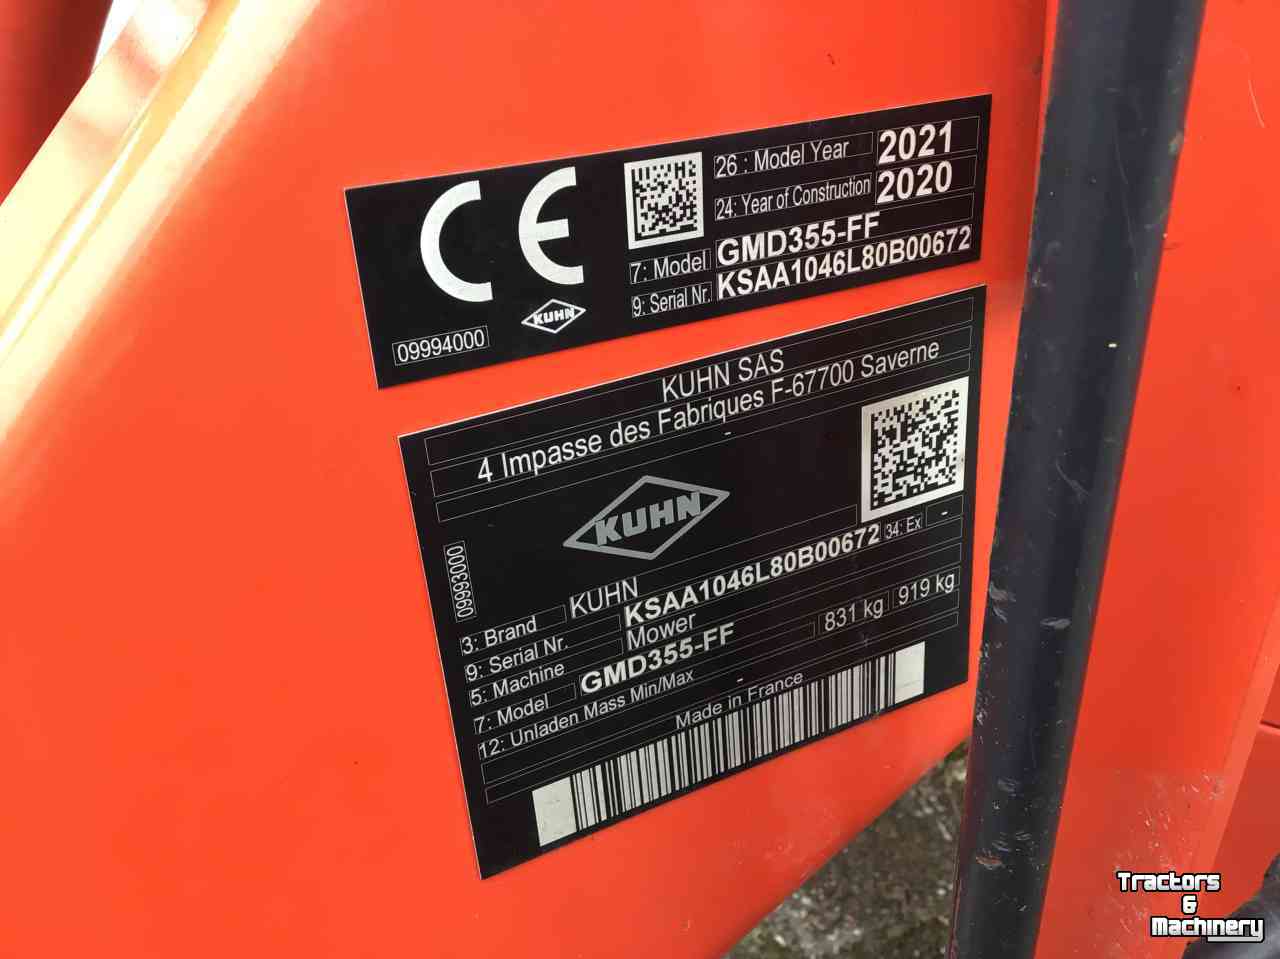 CE
KUHN
09994000
26 : Model Year 2021
24: Year of Construction 2020
7: Model GMD355-FF
9: Serial Nr. KSAA1046L80B00672
KUHN SAS
4 Impasse des Fabriques F-67700 Saverne
-
KUHN
09993000
3: Brand KUHN
9: Serial Nr. KSAA1046L80B00672 34: Ex -
5: Machine Mower
7: Model GMD355-FF
12: Unladen Mass Min/Max 831 kg 919 kg
-
Made in France
Tractors
&
Machinery